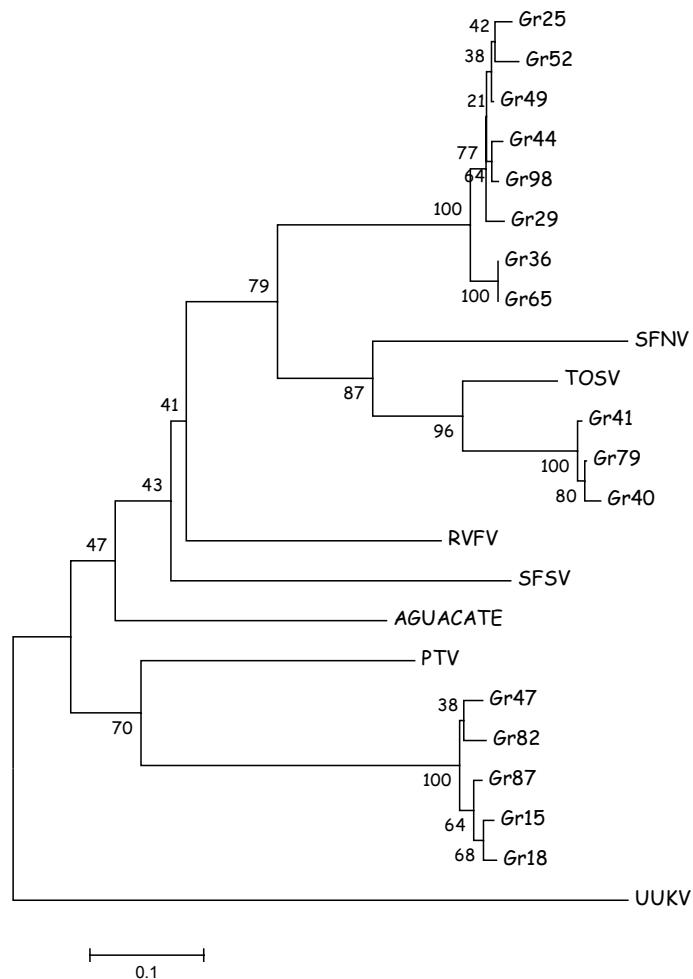 42
Gr25
38
Gr52
21
Gr49
Gr44
77
64
Gr98
100
Gr29
Gr36
79
100
Gr65
SFNV
87
TOSV
41
96
Gr41
100
Gr79
43
80
Gr40
47
RVFV
SFSV
AGUACATE
PTV
38
Gr47
70
Gr82
100
Gr87
64
Gr15
68
Gr18
UUKV
0.1